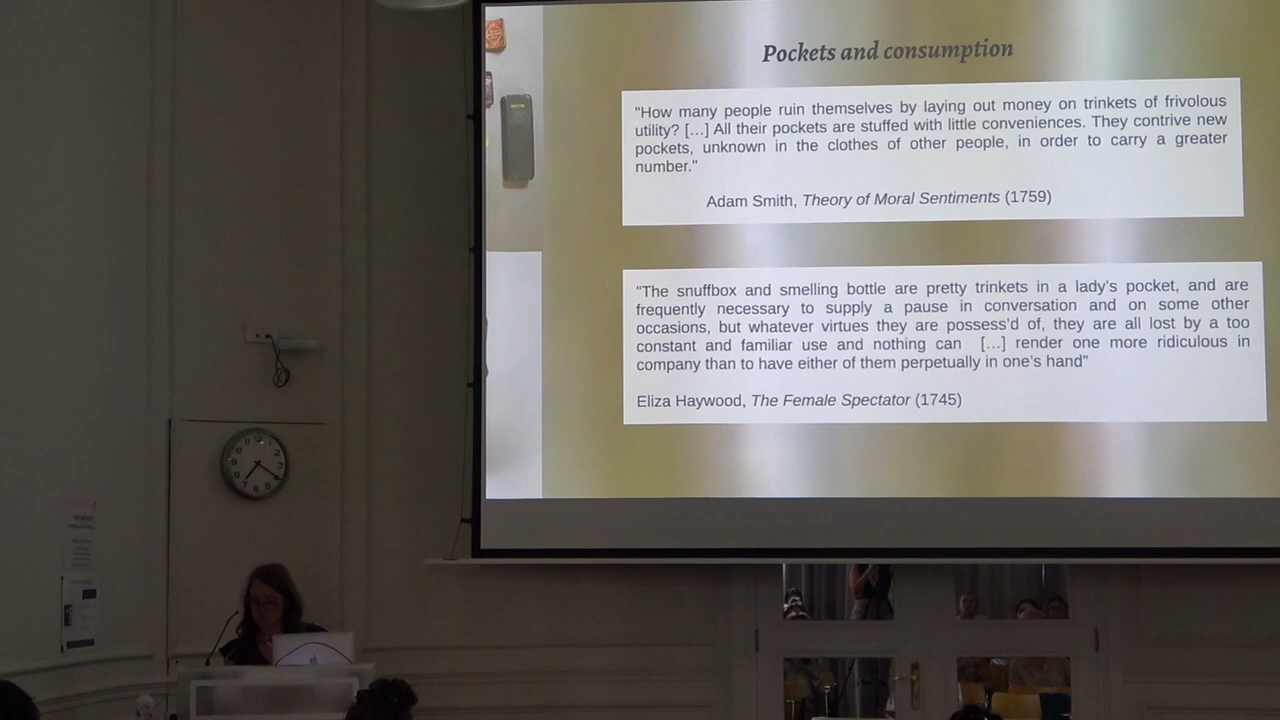 Pockets and consumption
"How many people ruin themselves by laying out money on trinkets of frivolous
utility? [...] All their pockets are stuffed with little conveniences. They contrive new
pockets, unknown in the clothes of other people, in order to carry a greater
number."
Adam Smith, Theory of Moral Sentiments (1759)
"The snuffbox and smelling bottle are pretty trinkets in a lady's pocket, and are
frequently necessary to supply a pause in conversation and on some other
occasions, but whatever virtues they are possess'd of, they are all lost by a too
constant and familiar use and nothing can [...] render one more ridiculous in
company than to have either of them perpetually in one's hand"
Eliza Haywood, The Female Spectator (1745)